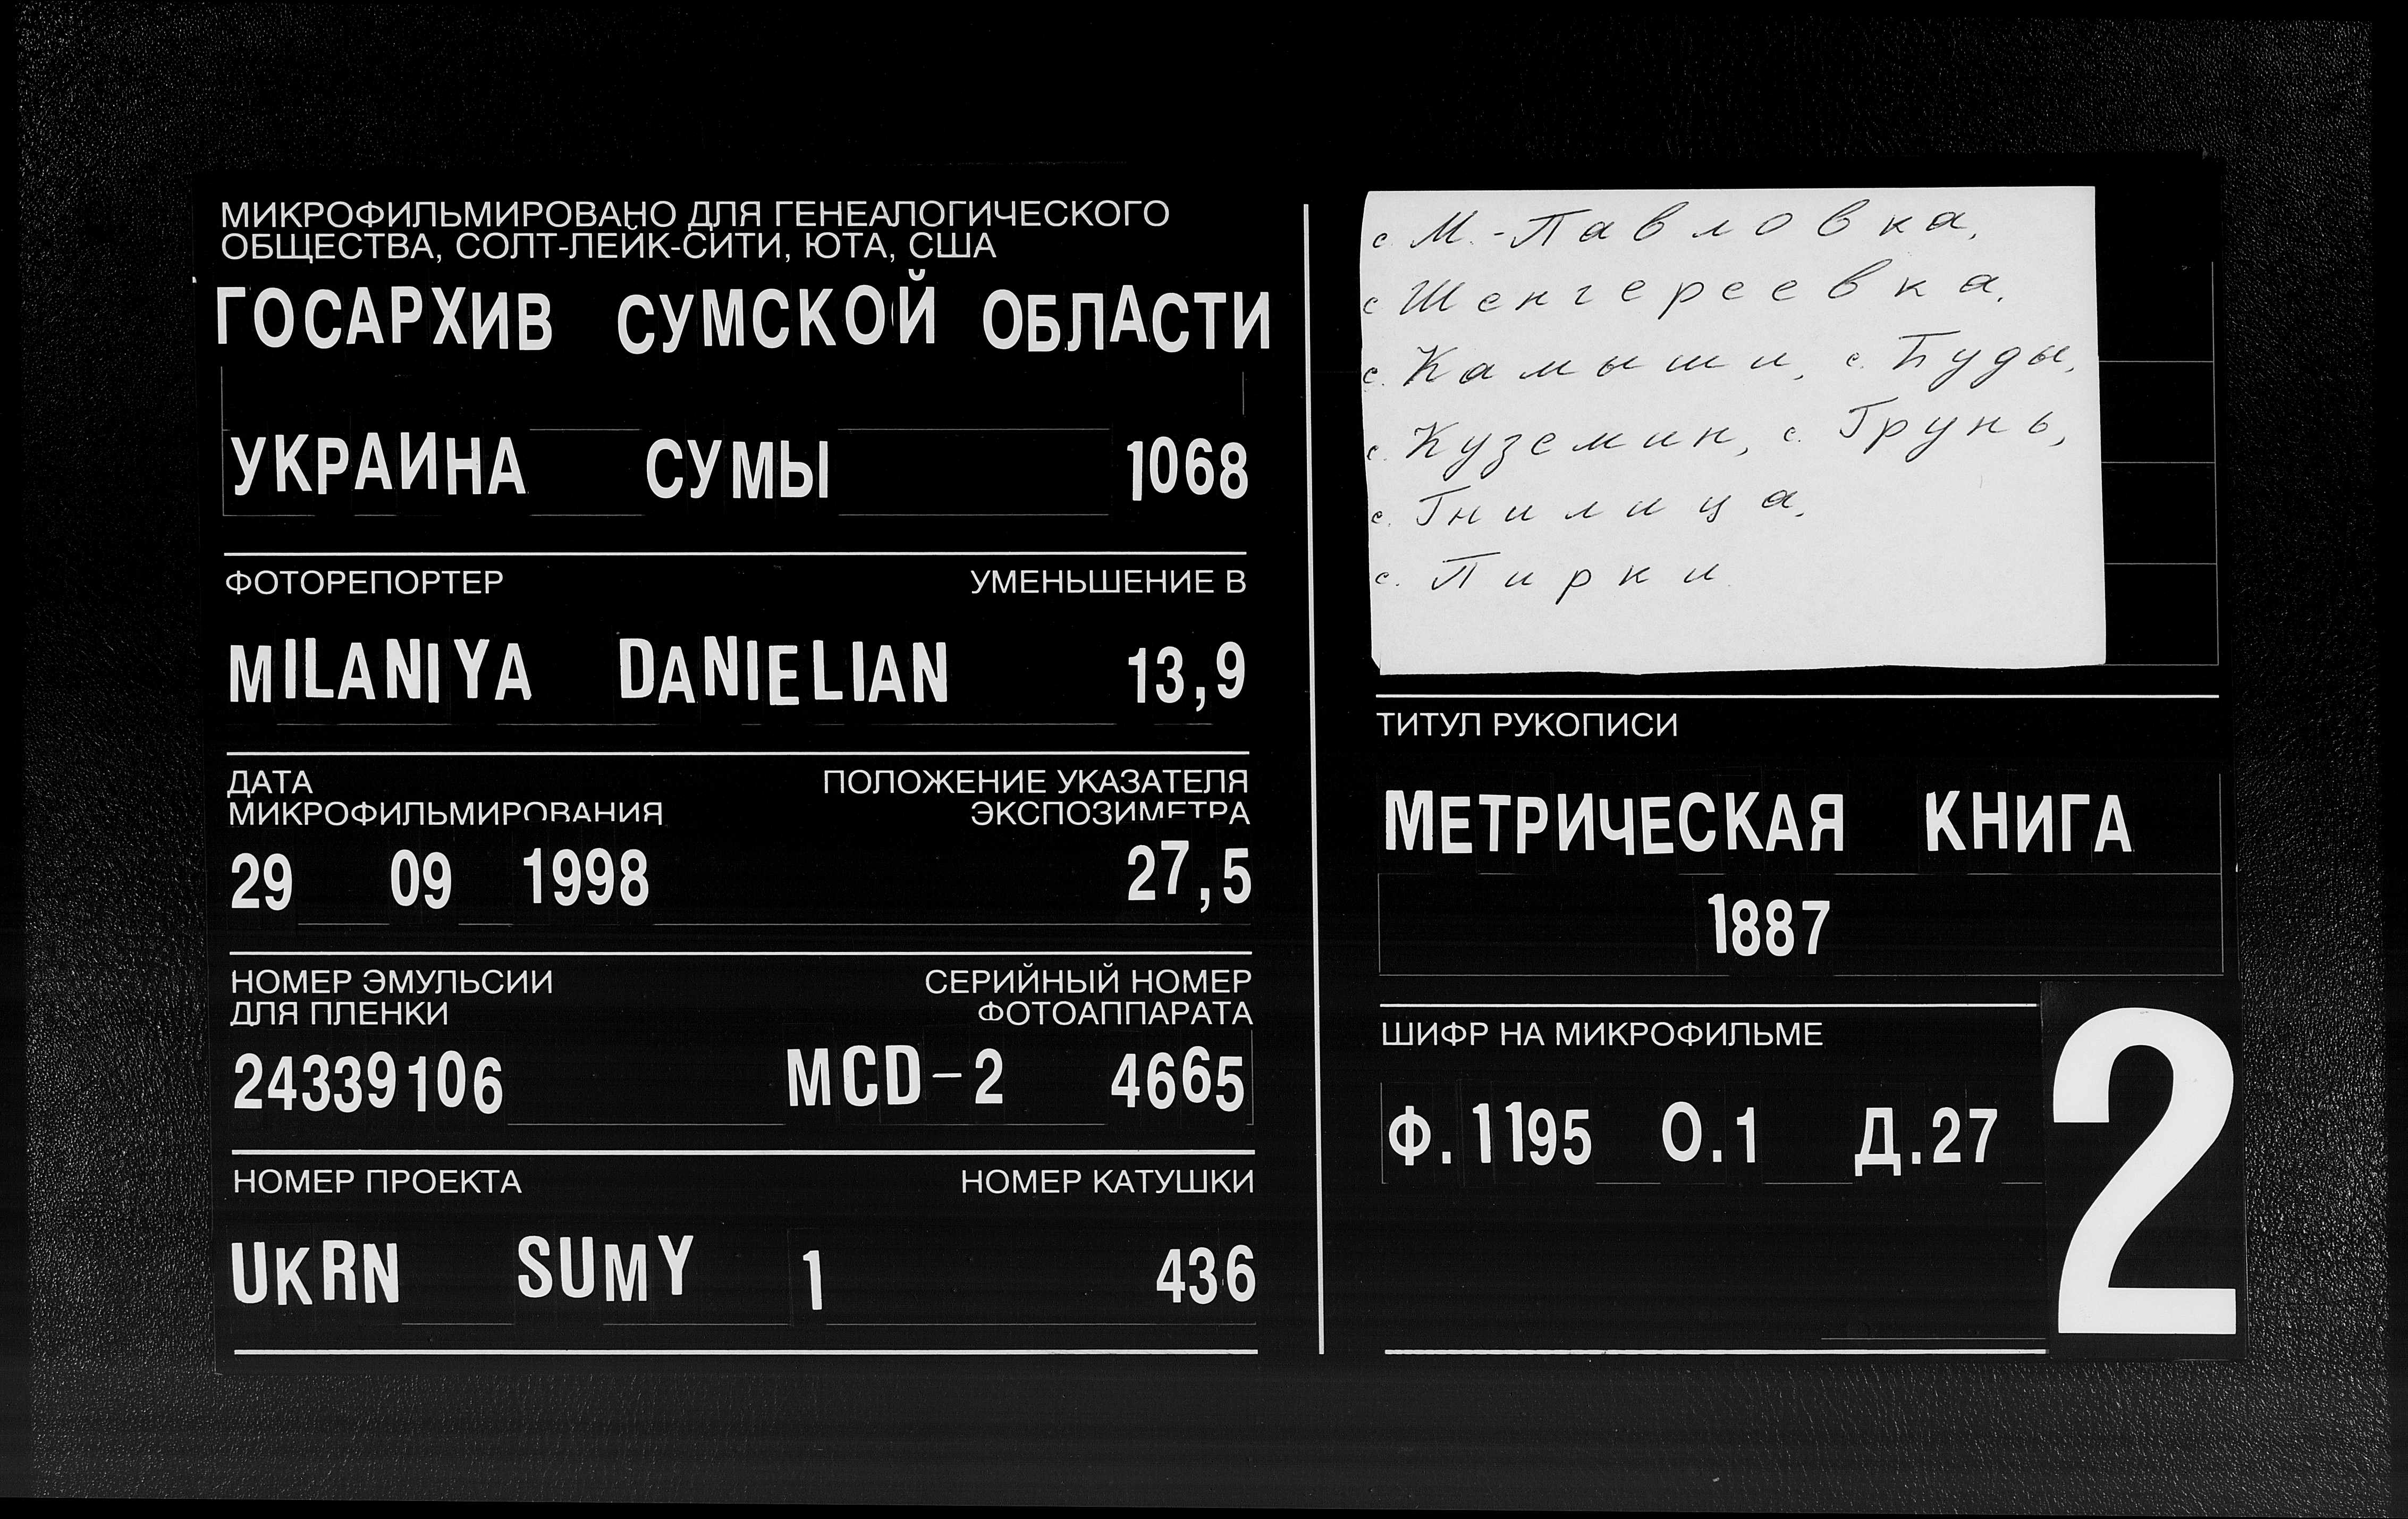 МИКРОФИЛЬМИРОВАНО ДЛЯ ГЕНЕАЛОГИЧЕСКОГО
ОБЩЕСТВА, СОЛТ-ЛЕЙК-СИТИ, ЮТА, США
ГОСАРХИВ СУМСКОЙ ОБЛАСТИ
УКРАИНА СУМЫ 1068
ФОТОРЕПОРТЕР УМЕНЬШЕНИЕ В
MILANIYA DANIELIAN 13,9
ДАТА ПОЛОЖЕНИЕ УКАЗАТЕЛЯ
МИКРОФИЛЬМИРОВАНИЯ ЭКСПОЗИМЕТРА
29 09 1998 27,5
НОМЕР ЭМУЛЬСИИ СЕРИЙНЫЙ НОМЕР
ДЛЯ ПЛЕНКИ ФОТОАППАРАТА
24339106 MCD-2 4665
НОМЕР ПРОЕКТА НОМЕР КАТУШКИ
UKRN SUMY 1 436
с. М.-Павловка,
с Шенгереевка,
с. Камыши, с. Буды,
с. Куземин, с. Грунь,
с. Гнилица,
с. Пирки
ТИТУЛ РУКОПИСИ
МЕТРИЧЕСКАЯ КНИГА
1887
ШИФР НА МИКРОФИЛЬМЕ
Ф.1195 О.1 Д.27
2